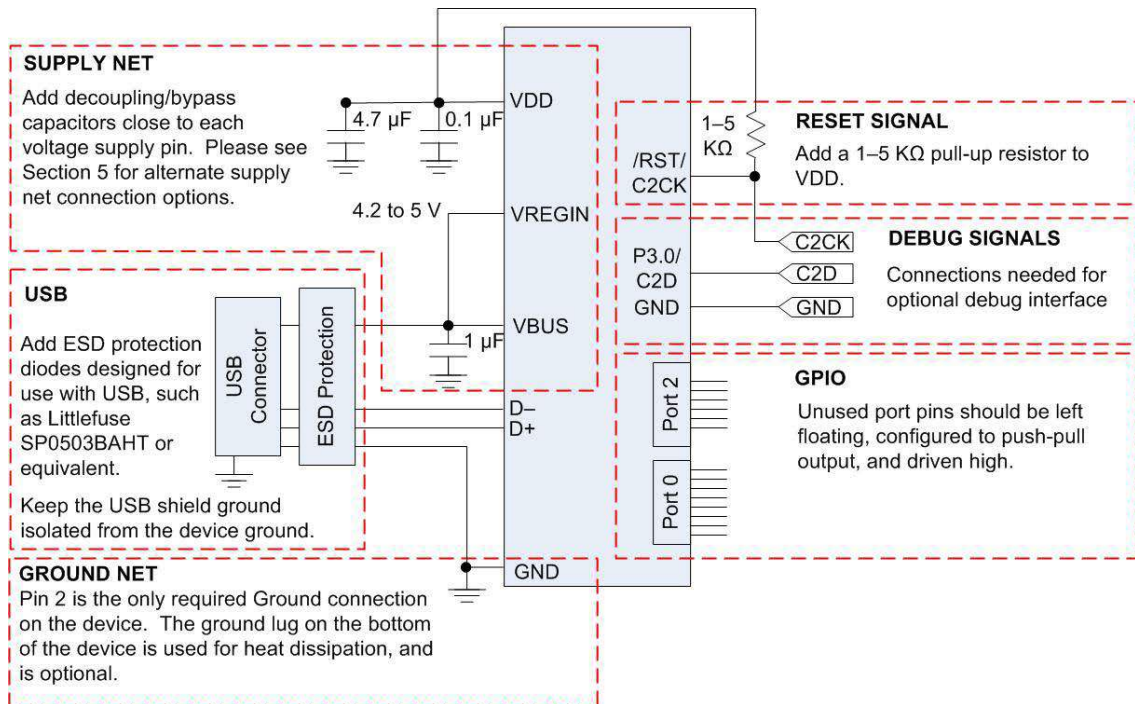 SUPPLY NET
Add decoupling/bypass
capacitors close to each
voltage supply pin. Please see
Section 5 for alternate supply
net connection options.
4.7 µF
0.1 µF
VDD
4.2 to 5 V
VREGIN
VBUS
1 µF
D–
D+
GND
USB
Add ESD protection
diodes designed for
use with USB, such
as Littlefuse
SP0503BAHT or
equivalent.
Keep the USB shield ground
isolated from the device ground.
USB
Connector
ESD Protection
GROUND NET
Pin 2 is the only required Ground connection
on the device. The ground lug on the bottom
of the device is used for heat dissipation, and
is optional.
/RST/
C2CK
P3.0/
C2D
GND
Port 2
Port 0
1–5
KΩ
RESET SIGNAL
Add a 1–5 KΩ pull-up resistor to
VDD.
C2CK
C2D
GND
DEBUG SIGNALS
Connections needed for
optional debug interface
GPIO
Unused port pins should be left
floating, configured to push-pull
output, and driven high.